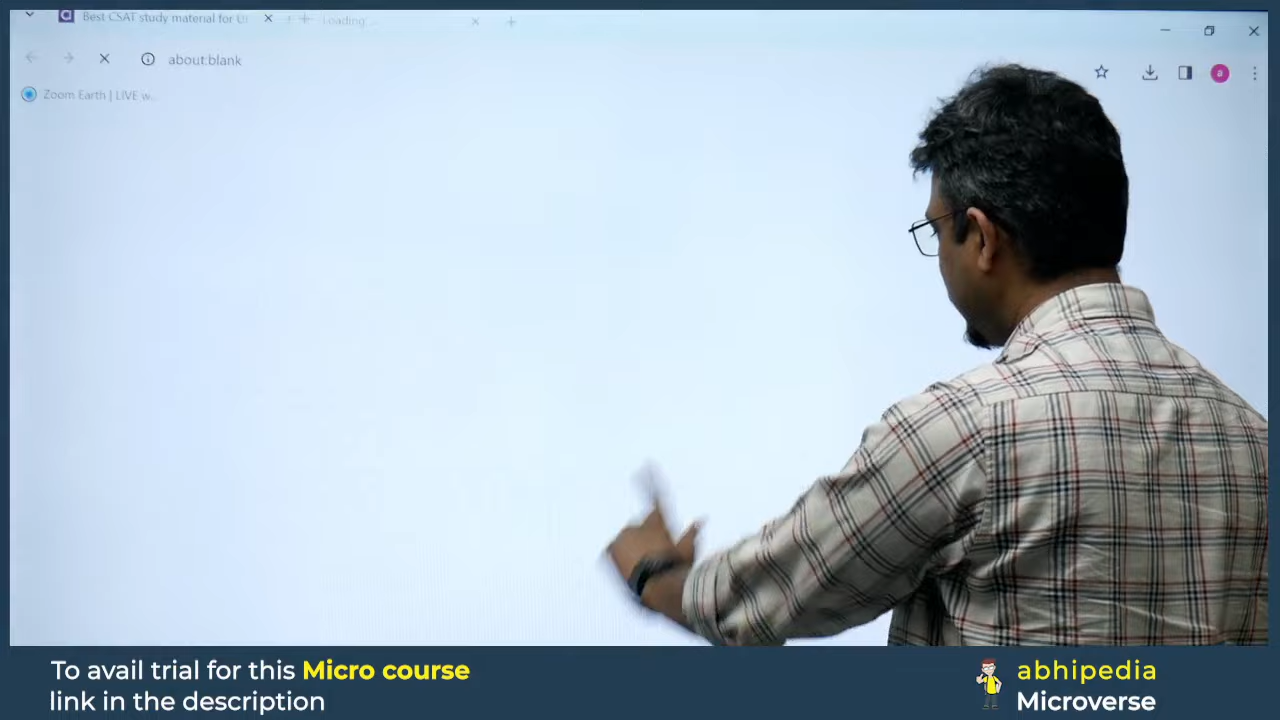 Best CSAT study material for U
Loading...
about:blank
Zoom Earth | LIVE w...
a
To avail trial for this Micro course
link in the description
abhipedia
Microverse